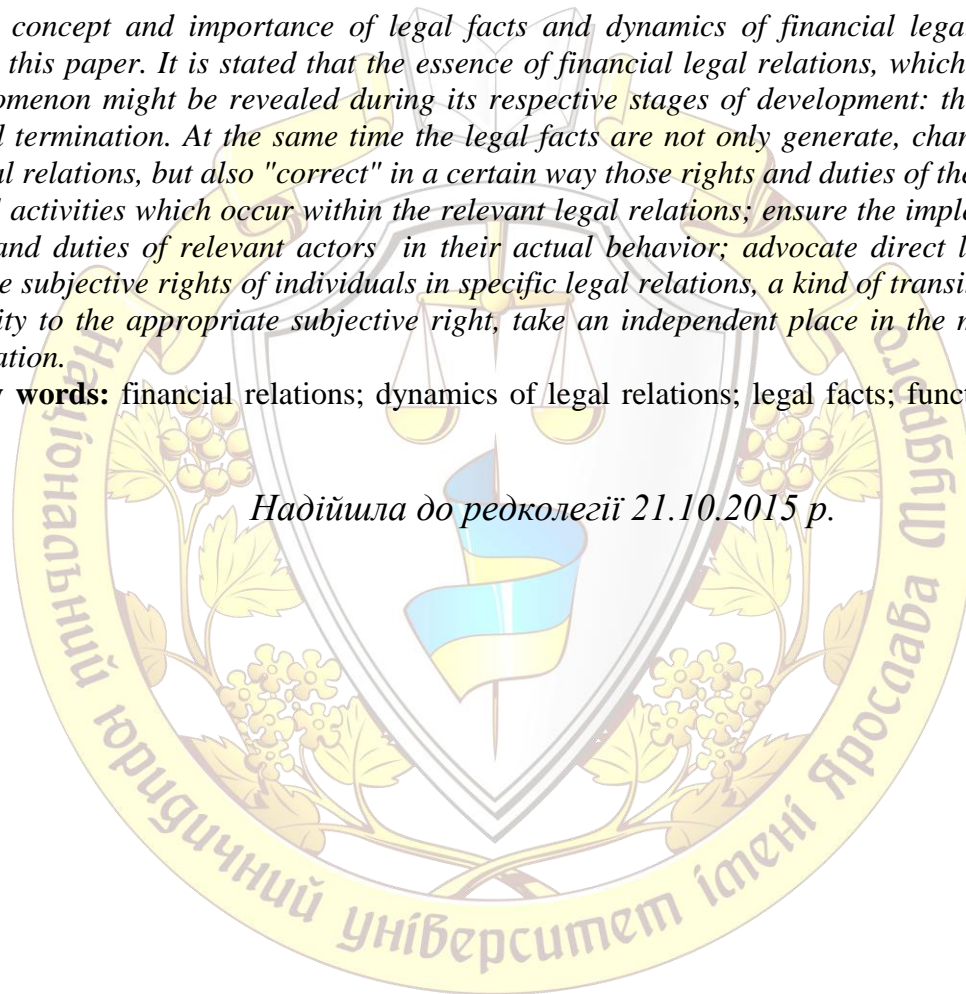 concept and importance of legal facts and dynamics of financial lega
this paper. It is stated that the essence of financial legal relations, which
omenon might be revealed during its respective stages of development: th
l termination. At the same time the legal facts are not only generate, chan
al relations, but also "correct" in a certain way those rights and duties of the
l activities which occur within the relevant legal relations; ensure the imple
and duties of relevant actors in their actual behavior; advocate direct l
e subjective rights of individuals in specific legal relations, a kind of transi
ity to the appropriate subjective right, take an independent place in the n
ation.
words: financial relations; dynamics of legal relations; legal facts; funct
Надійшла до редколегії 21.10.2015 р.
Національний юридичний університет імені Ярослава Мудрого